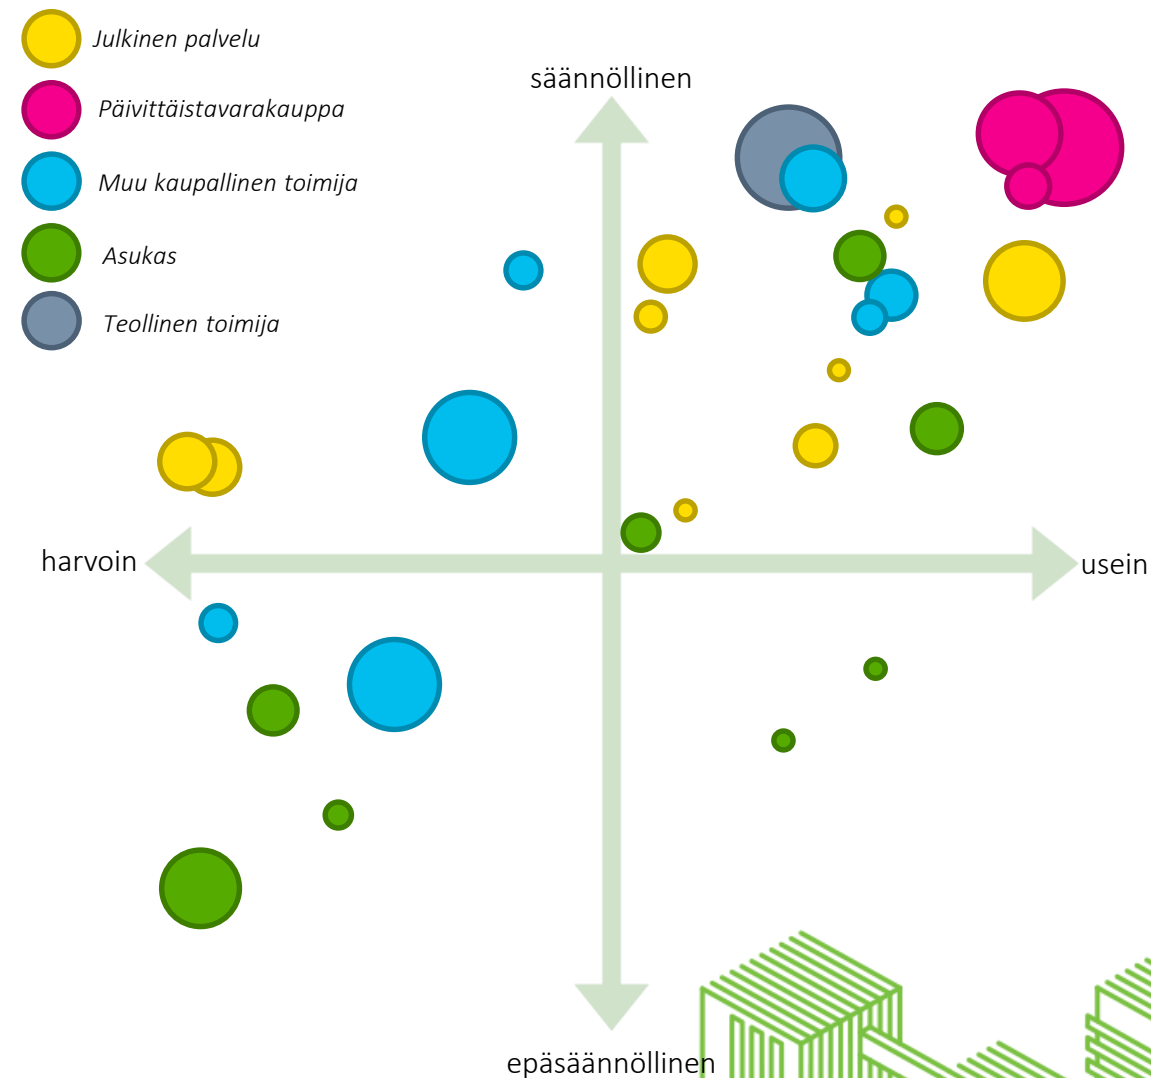 Julkinen palvelu
Päivittäistavarakauppa
Muu kaupallinen toimija
Asukas
Teollinen toimija
säännöllinen
harvoin
usein
epäsäännöllinen